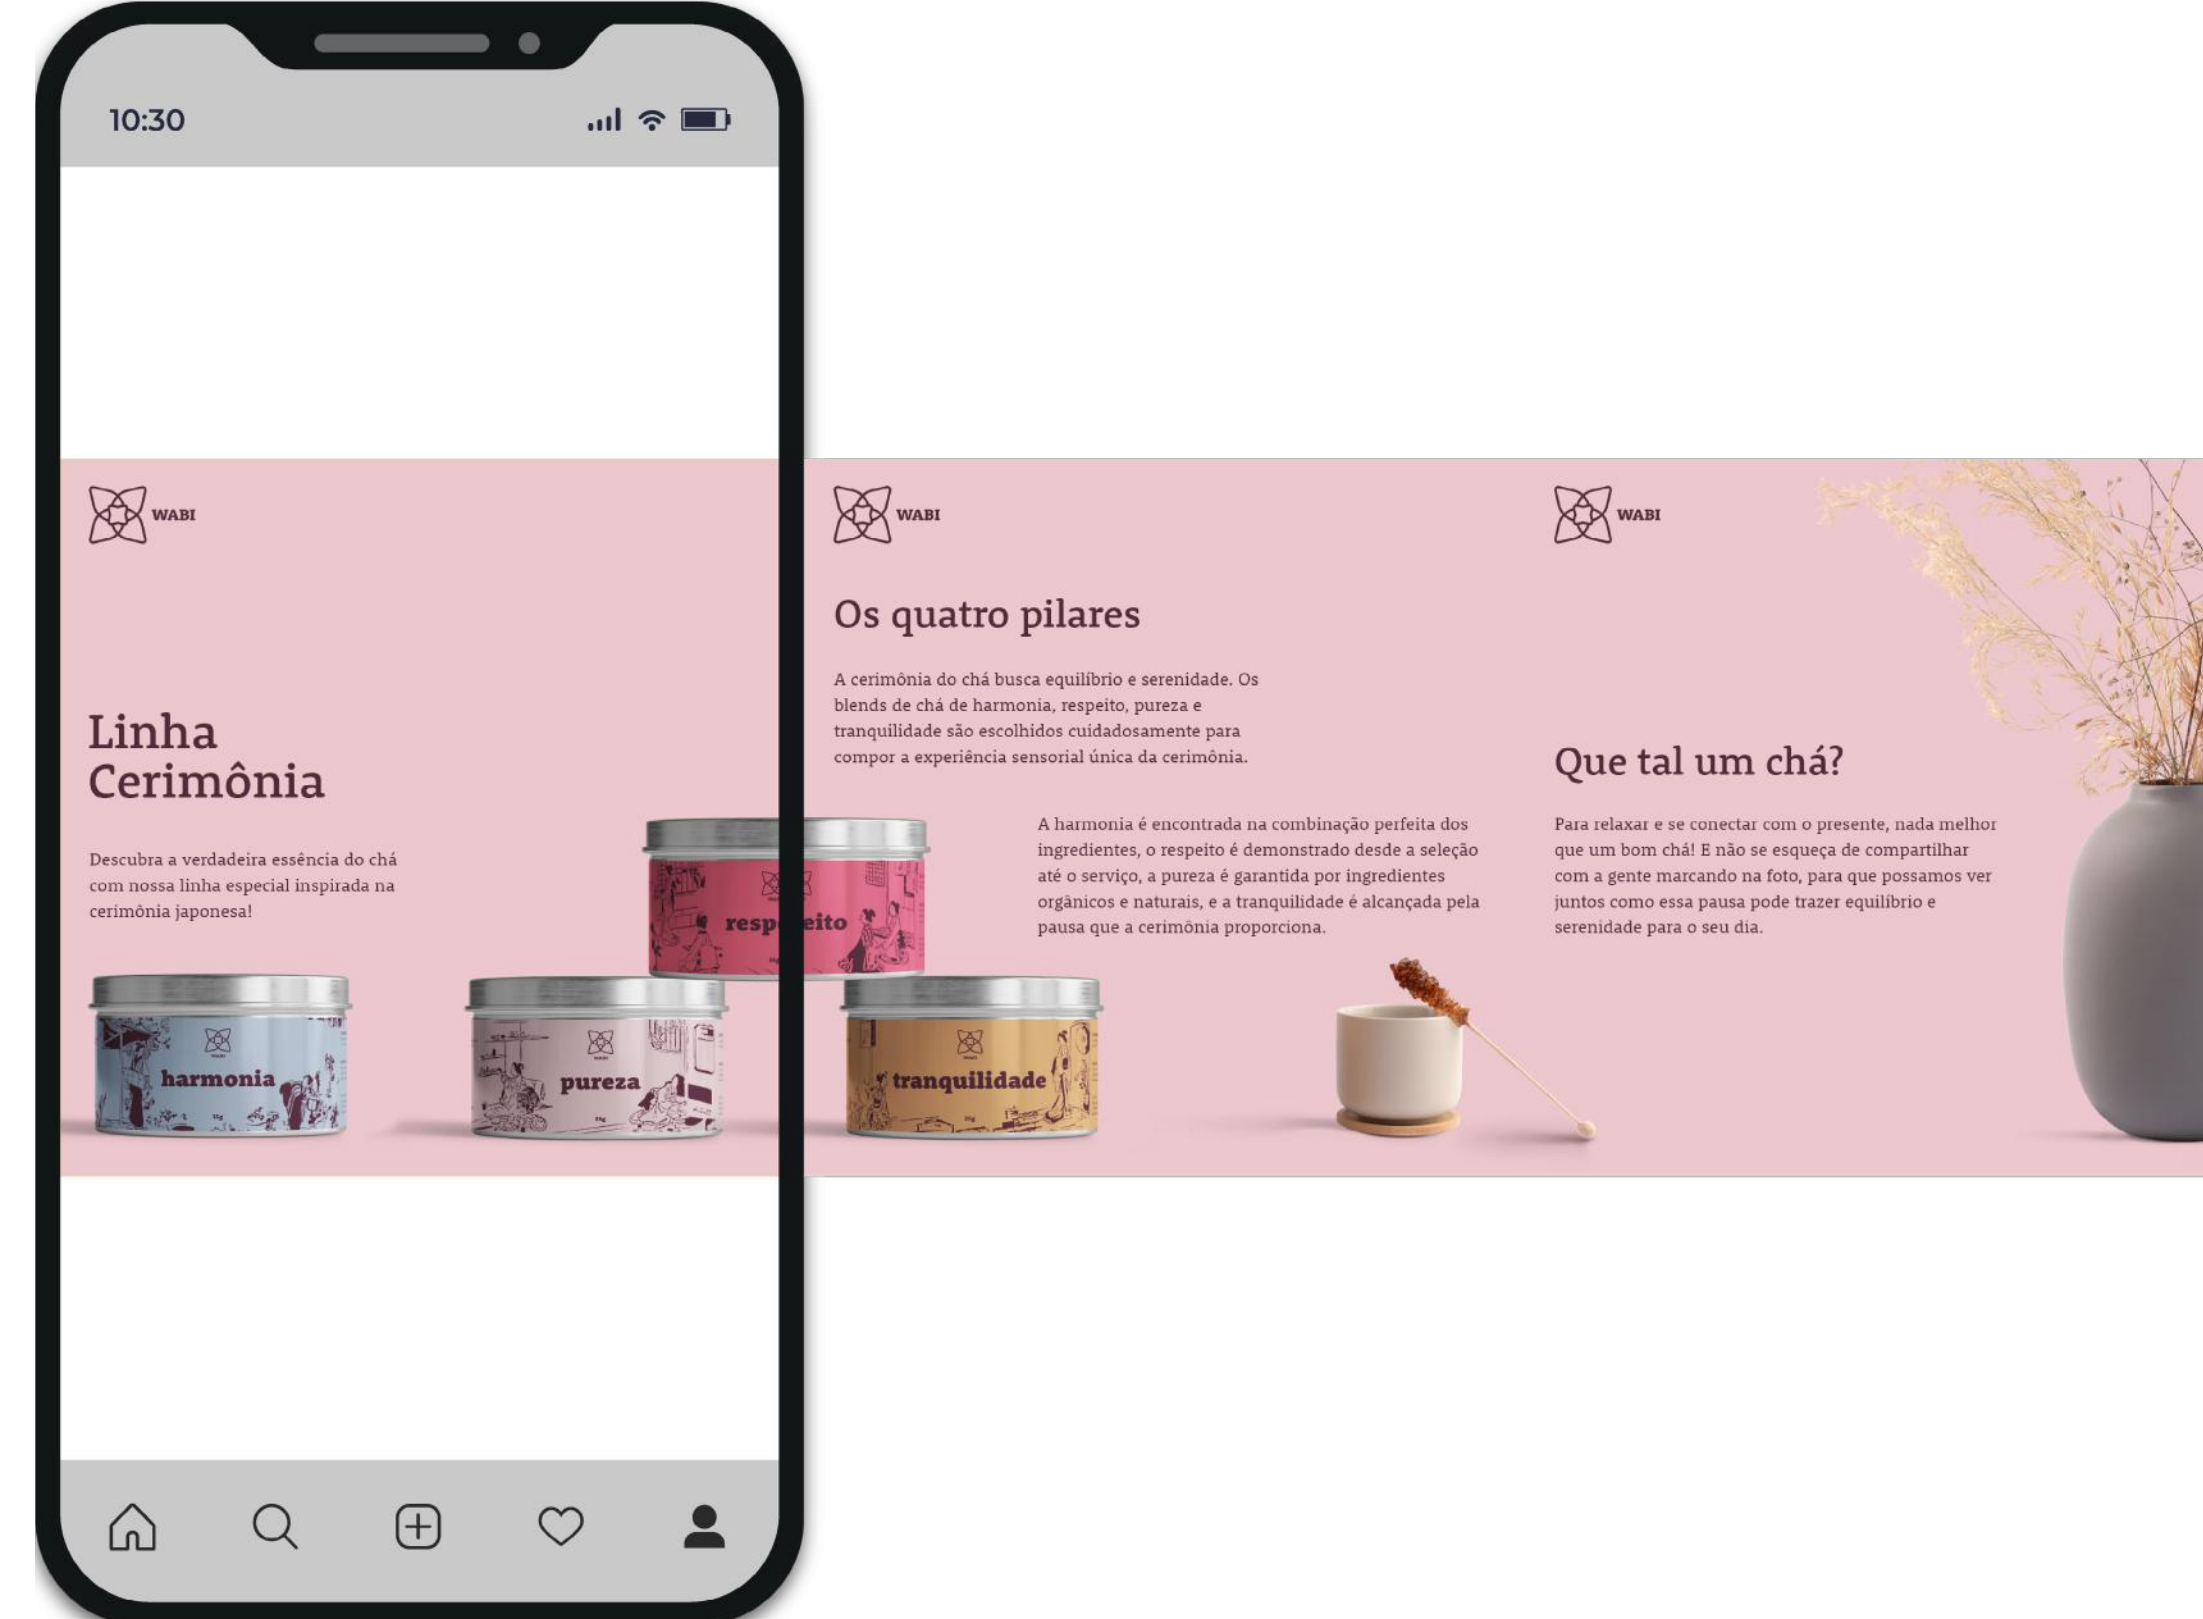 10:30
WABI
Linha
Cerimônia
Descubra a verdadeira essência do chá
com nossa linha especial inspirada na
cerimônia japonesa!
harmonia
pureza
respeito
tranquilidade
WABI
Os quatro pilares
A cerimônia do chá busca equilíbrio e serenidade. Os
blends de chá de harmonia, respeito, pureza e
tranquilidade são escolhidos cuidadosamente para
compor a experiência sensorial única da cerimônia.
A harmonia é encontrada na combinação perfeita dos
ingredientes, o respeito é demonstrado desde a seleção
até o serviço, a pureza é garantida por ingredientes
orgânicos e naturais, e a tranquilidade é alcançada pela
pausa que a cerimônia proporciona.
WABI
Que tal um chá?
Para relaxar e se conectar com o presente, nada melhor
que um bom chá! E não se esqueça de compartilhar
com a gente marcando na foto, para que possamos ver
juntos como essa pausa pode trazer equilíbrio e
serenidade para o seu dia.